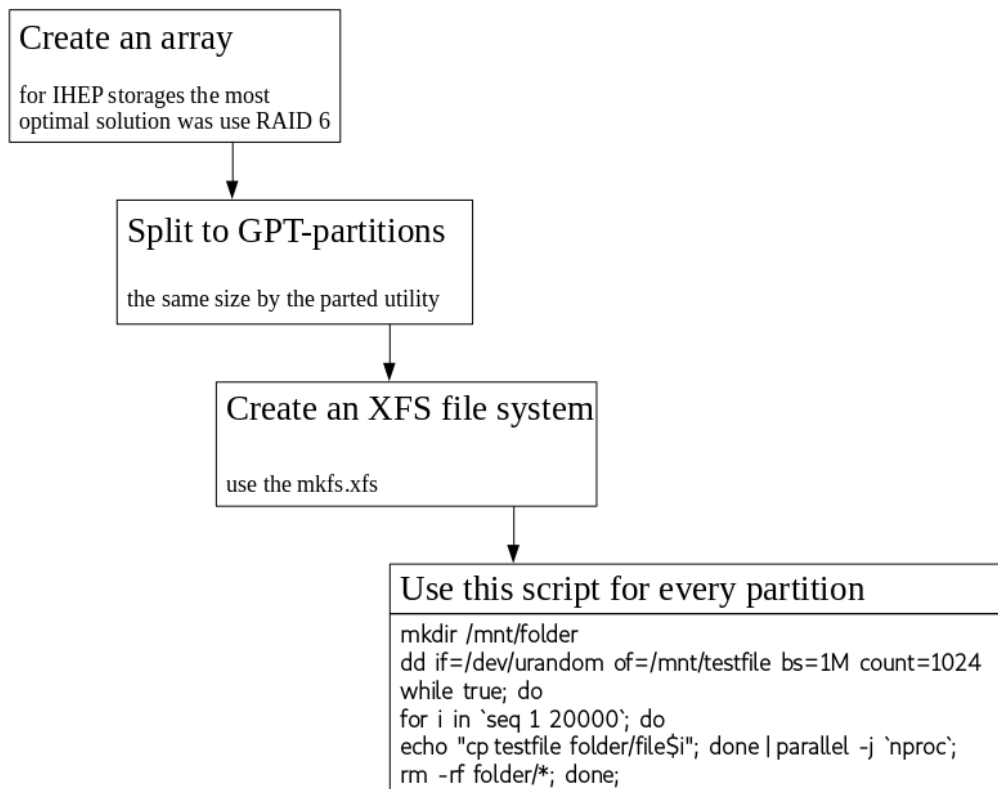 Create an array
for IHEP storages the most
optimal solution was use RAID 6
Split to GPT-partitions
the same size by the parted utility
Create an XFS file system
use the mkfs.xfs
Use this script for every partition
mkdir /mnt/folder
dd if=/dev/urandom of=/mnt/testfile bs=1M count=1024
while true; do
for i in `seq 1 20000`; do
echo "cp testfile folder/file$i"; done | parallel -j `nproc`;
rm -rf folder/*; done;